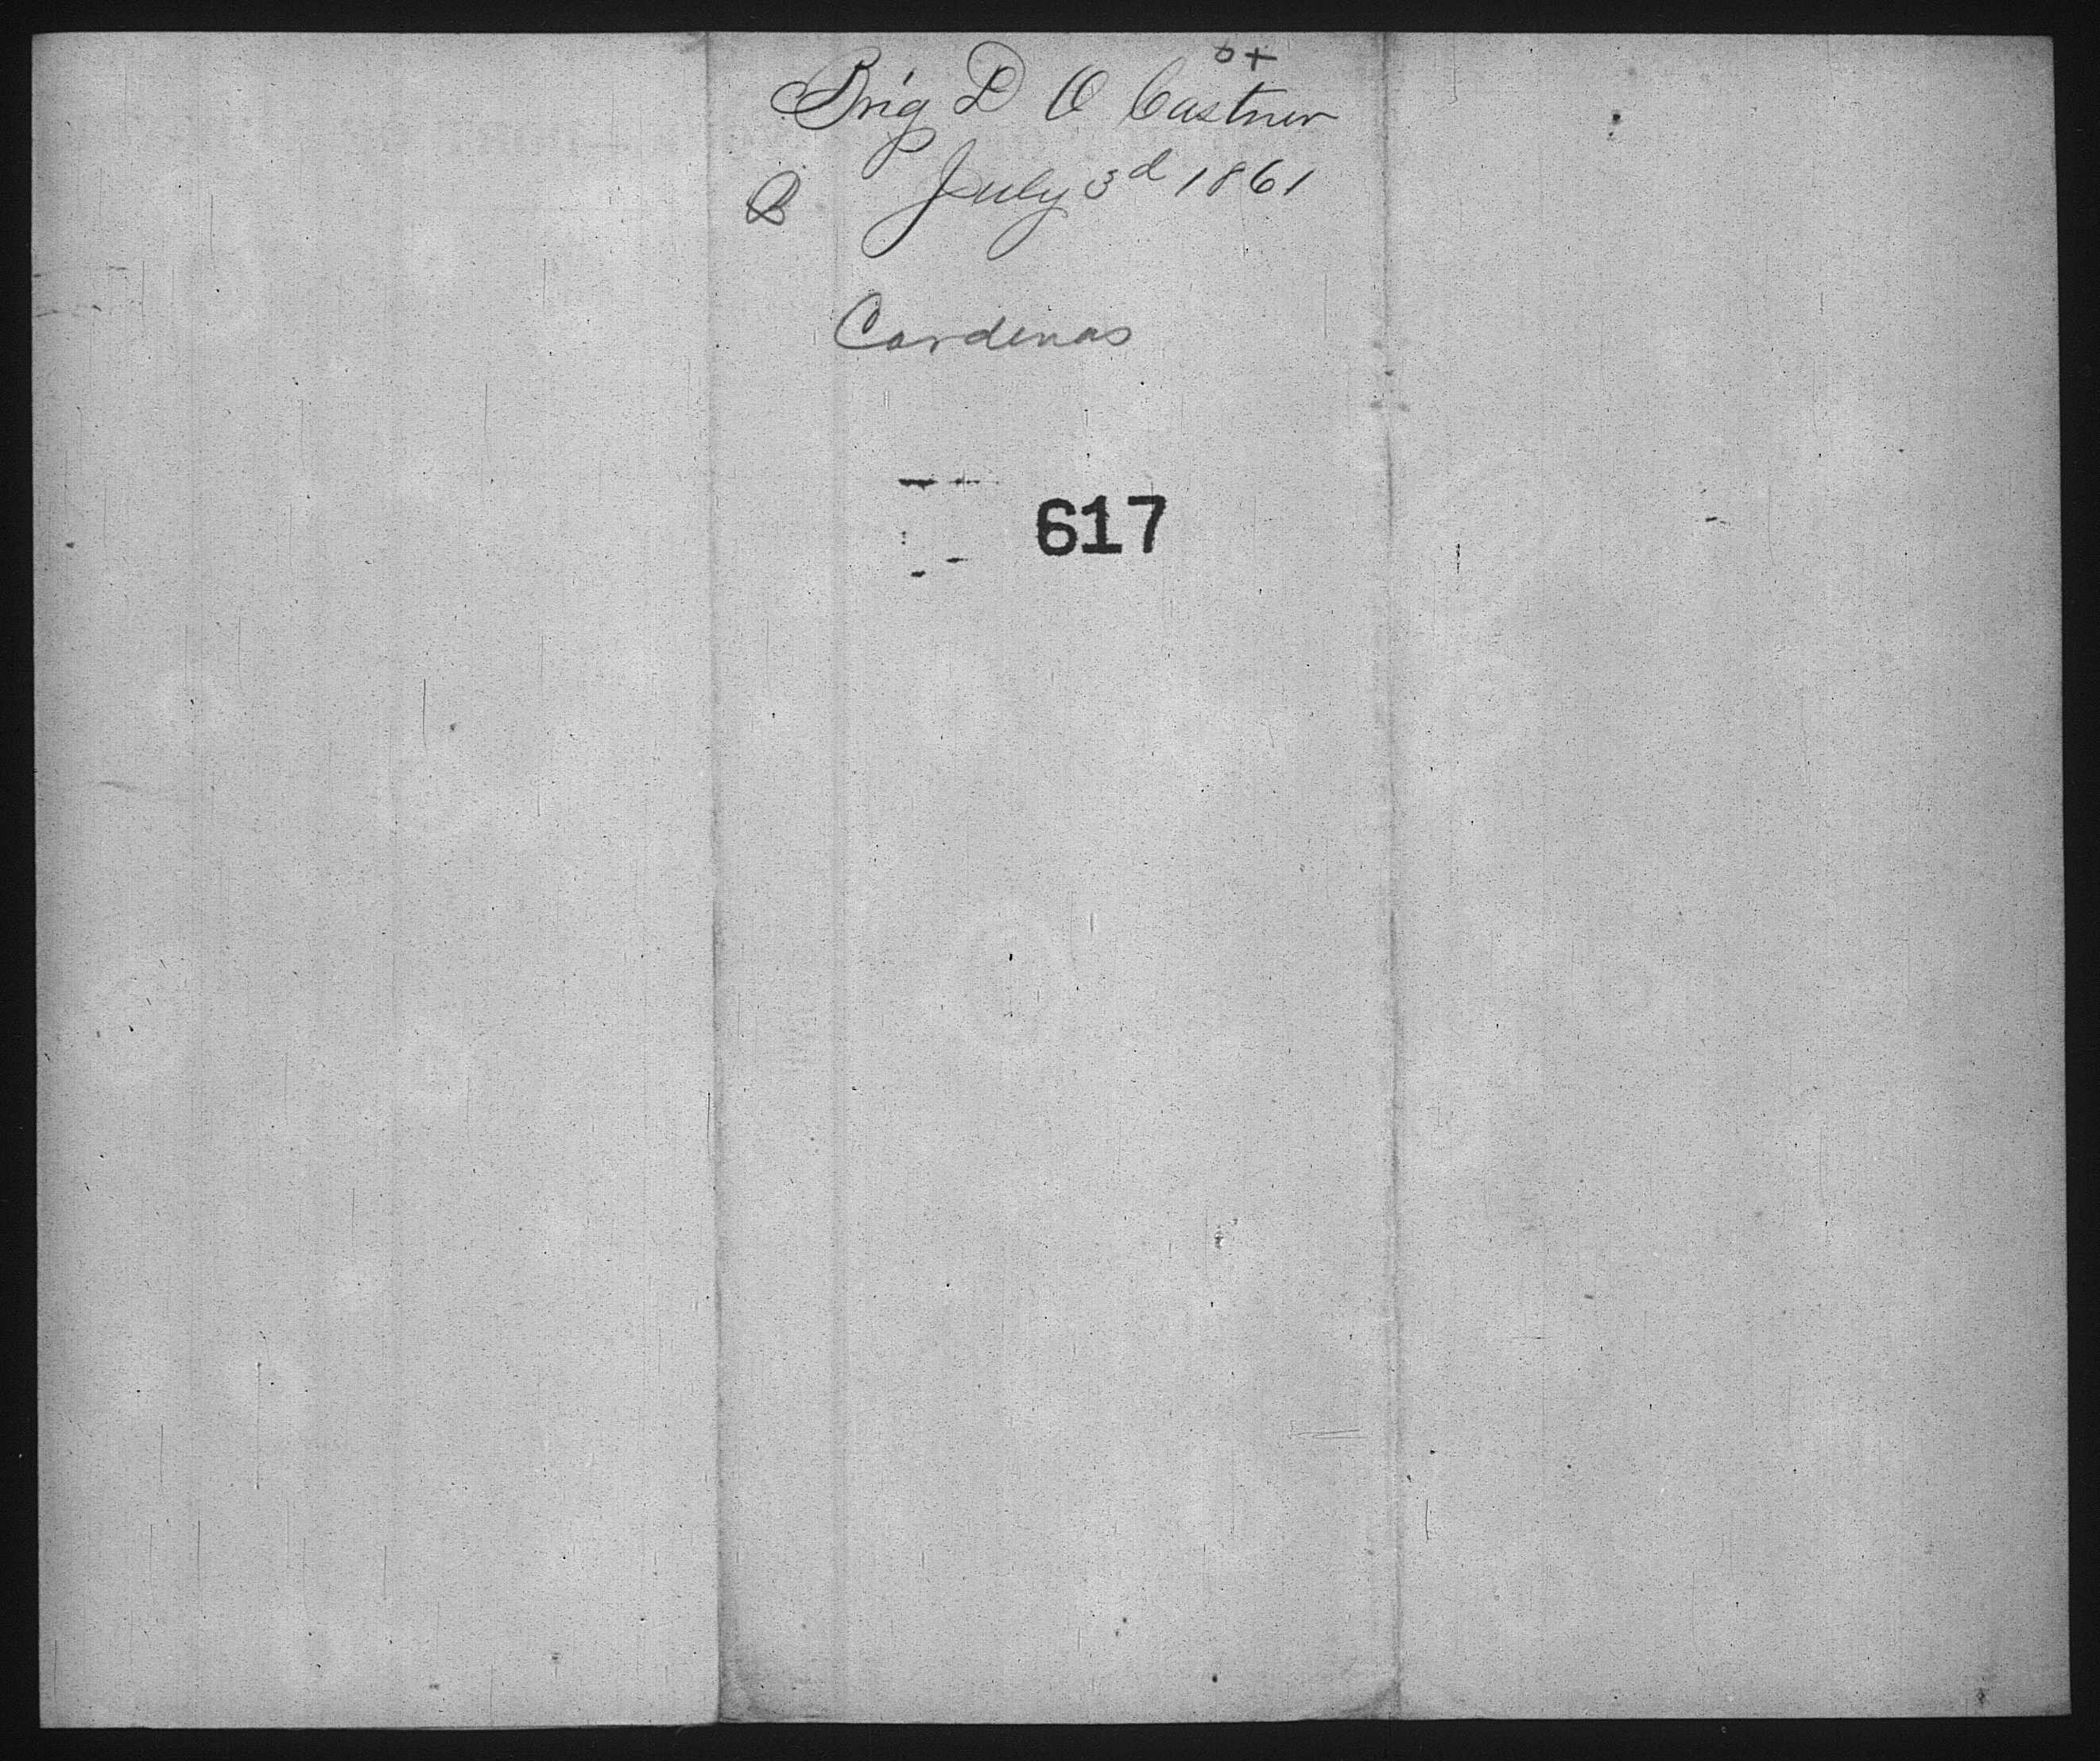 Brig D O Castner
B July 3d 1861
Cardenas
617